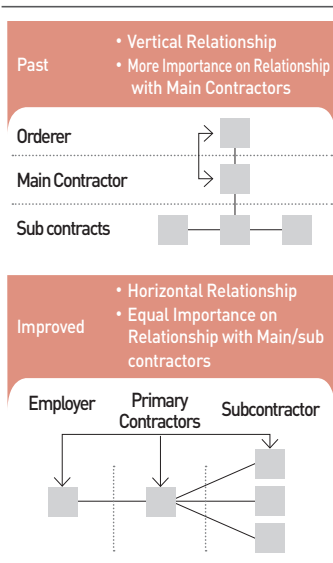 Past
• Vertical Relationship
• More Importance on Relationship
with Main Contractors
Orderer
Main Contractor
Sub contracts
Improved
• Horizontal Relationship
• Equal Importance on
Relationship with Main/sub
contractors
Employer
Primary
Contractors
Subcontractor